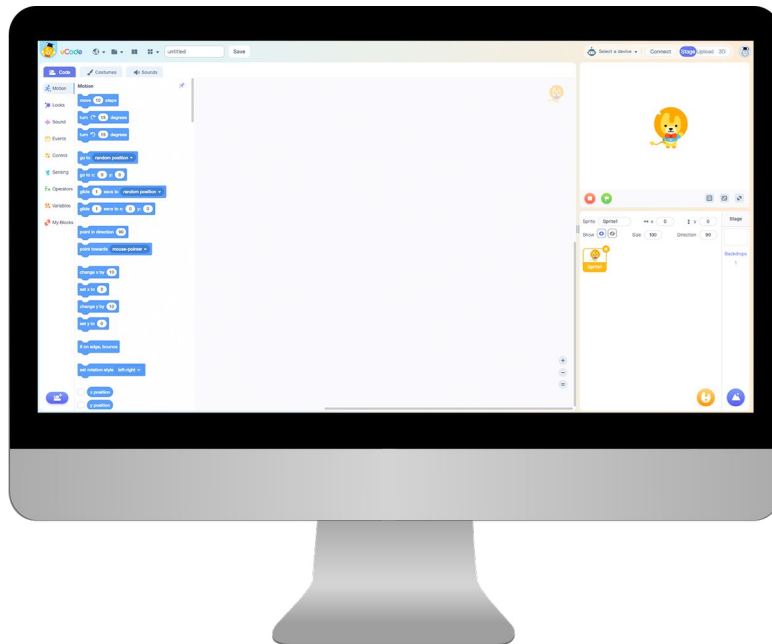 uCode
untitled
Save
Select a device
Connect
Stage
Upload
3D
Code
Costumes
Sounds
Motion
Looks
Sound
Events
Control
Sensing
Operators
Variables
My Blocks
Motion
move 10 steps
turn 15 degrees
turn 15 degrees
go to random position
go to x: 0 y: 0
glide 1 secs to random position
glide 1 secs to x: 0 y: 0
point in direction 90
point towards mouse-pointer
change x by 10
set x to 0
change y by 10
set y to 0
if on edge, bounce
set rotation style left-right
x position
y position
Sprite Sprite1 x 0 y 0
Show Size 100 Direction 90
Sprite1
Stage
Backdrops
1